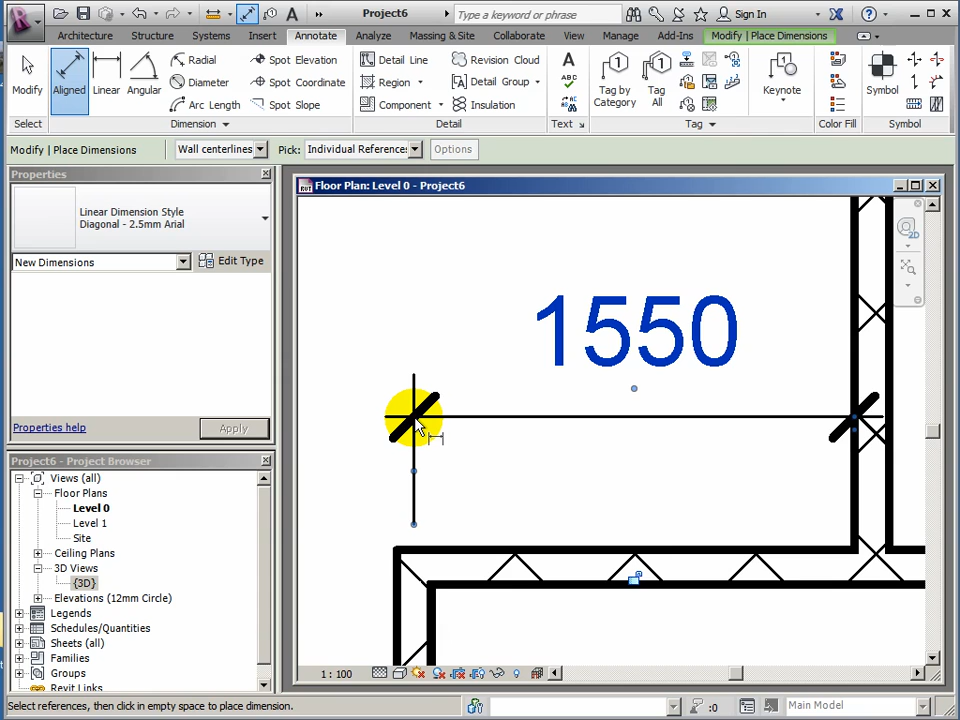 Project6
Type a keyword or phrase
Sign In
Architecture Structure Systems Insert Annotate Analyze Massing & Site Collaborate View Manage Add-Ins Modify | Place Dimensions
Modify Aligned Linear Angular
Radial
Diameter
Arc Length
Spot Elevation
Spot Coordinate
Spot Slope
Detail Line
Region
Component
Revision Cloud
Detail Group
Insulation
A
ABC
Tag by
Category
Tag
All
Keynote
Symbol
Select Dimension Detail Text Tag Color Fill Symbol
Modify | Place Dimensions Wall centerlines Pick: Individual References Options
Properties
Linear Dimension Style
Diagonal - 2.5mm Arial
New Dimensions Edit Type
Properties help Apply
Project6 - Project Browser
Views (all)
Floor Plans
Level 0
Level 1
Site
Ceiling Plans
3D Views
{3D}
Elevations (12mm Circle)
Legends
Schedules/Quantities
Sheets (all)
Families
Groups
Revit Links
Floor Plan: Level 0 - Project6
2D
1550
1 : 100
Select references, then click in empty space to place dimension.
:0
Main Model